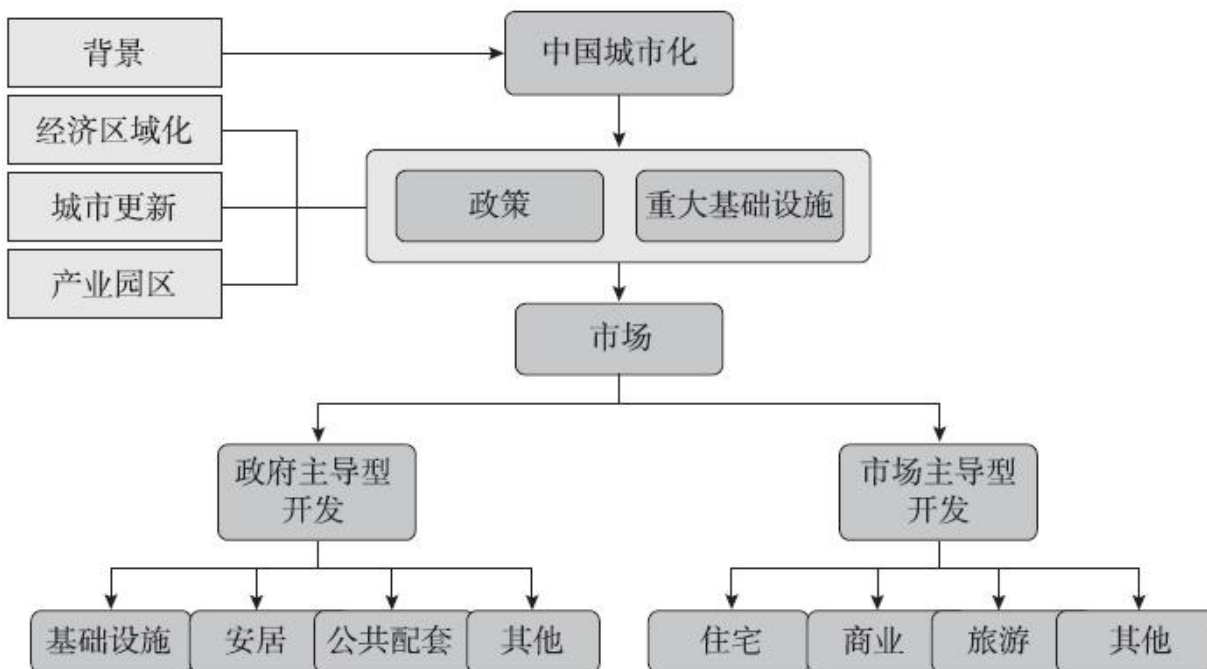 背景
中国城市化
经济区域化
城市更新
产业园区
政策
重大基础设施
市场
政府主导型
开发
市场主导型
开发
基础设施
安居
公共配套
其他
住宅
商业
旅游
其他